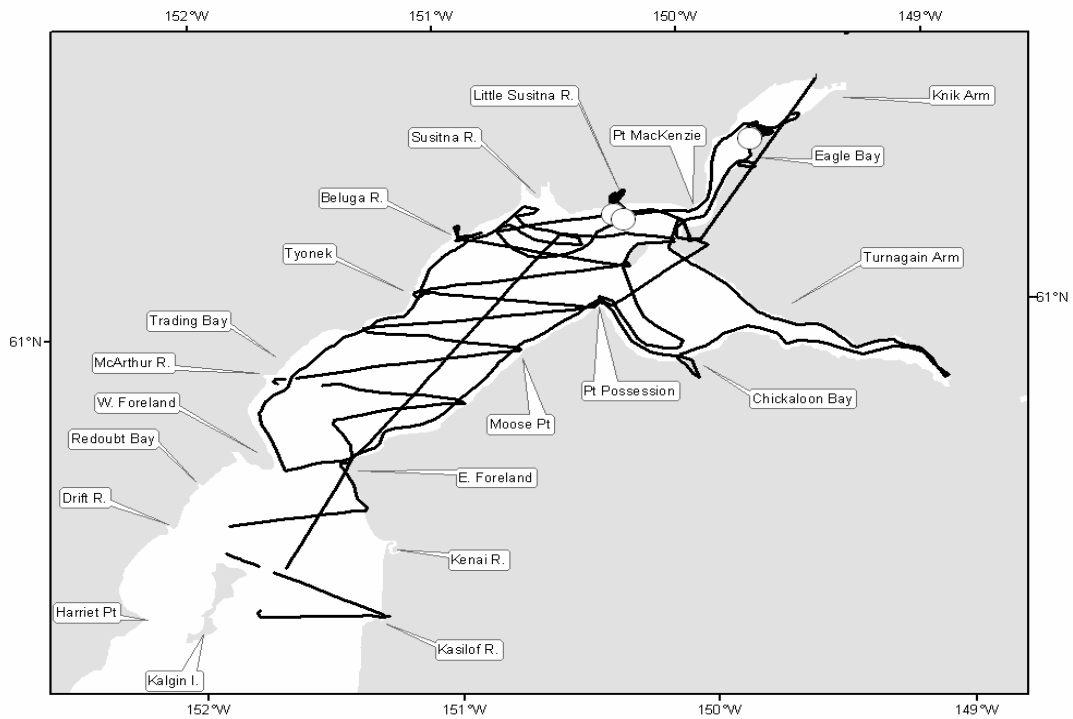 152°W 151°W 150°W 149°W
Little Susitna R.
Knik Arm
Susitna R.
Pt MacKenzie
Eagle Bay
Beluga R.
Tyonek
Turnagain Arm
61°N
Trading Bay
61°N
McArthur R.
Pt Possession
Chickaloon Bay
W. Foreland
Moose Pt
Redoubt Bay
E. Foreland
Drift R.
Kenai R.
Harriet Pt
Kasilof R.
Kalgin I.
152°W 151°W 150°W 149°W